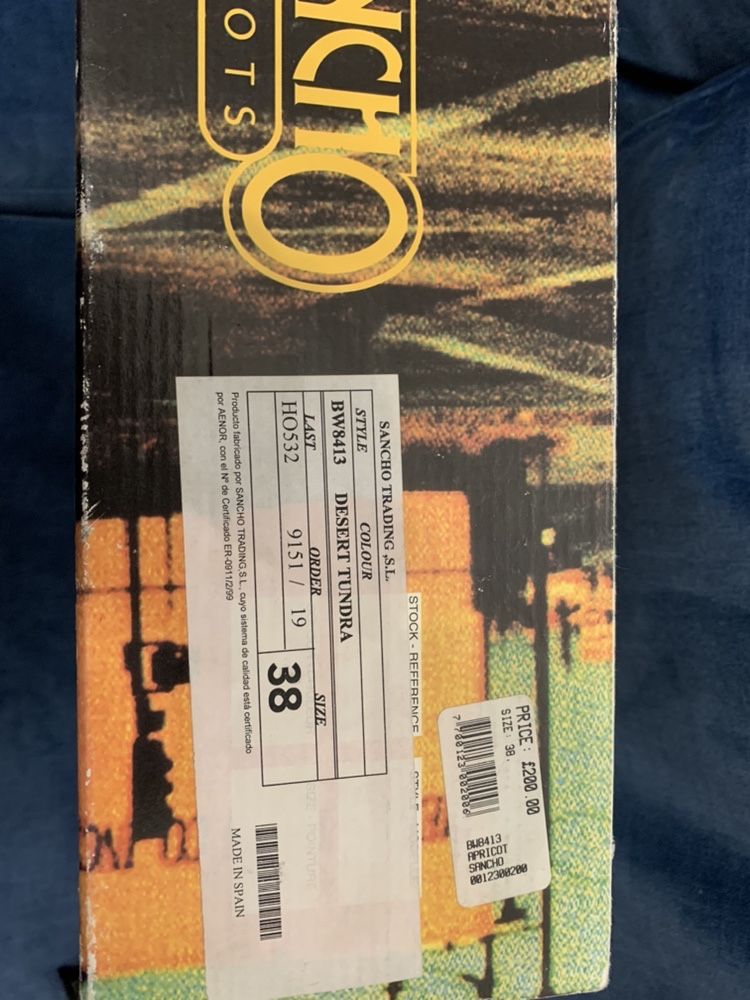 NCHO
OTS
SANCHO TRADING ,S.L.
STYLE COLOUR
BW8413 DESERT TUNDRA
LAST ORDER SIZE
HO532 9151 / 19 38
Producto fabricado por SANCHO TRADING, S.L., cuyo sistema de calidad está certificado
por AENOR, con el Nº de Certificado ER-0911/2/99
MADE IN SPAIN
STOCK - REFERENCE
PRICE: £200.00
SIZE: 38.
7700123002006
BW8413
APRICOT
SANCHO
0012300200